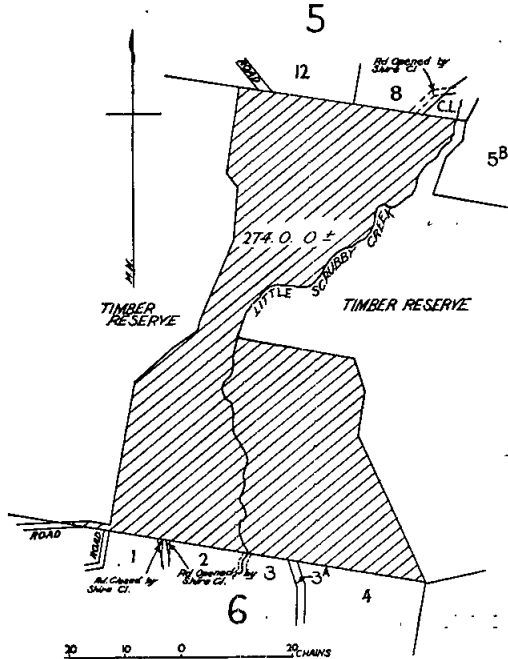 5
Rd Opened by
Shire Cl.
ROAD
12
8
C.L.
5B
274. 0. 0 ±
M.N.
LITTLE SCRUBBY CREEK
TIMBER
RESERVE
TIMBER RESERVE
ROAD
ROAD
1
2
3
3A
4
Rd. Closed by
Shire Cl.
Rd Opened by
Shire Cl.
6
20 10 0 20 CHAINS